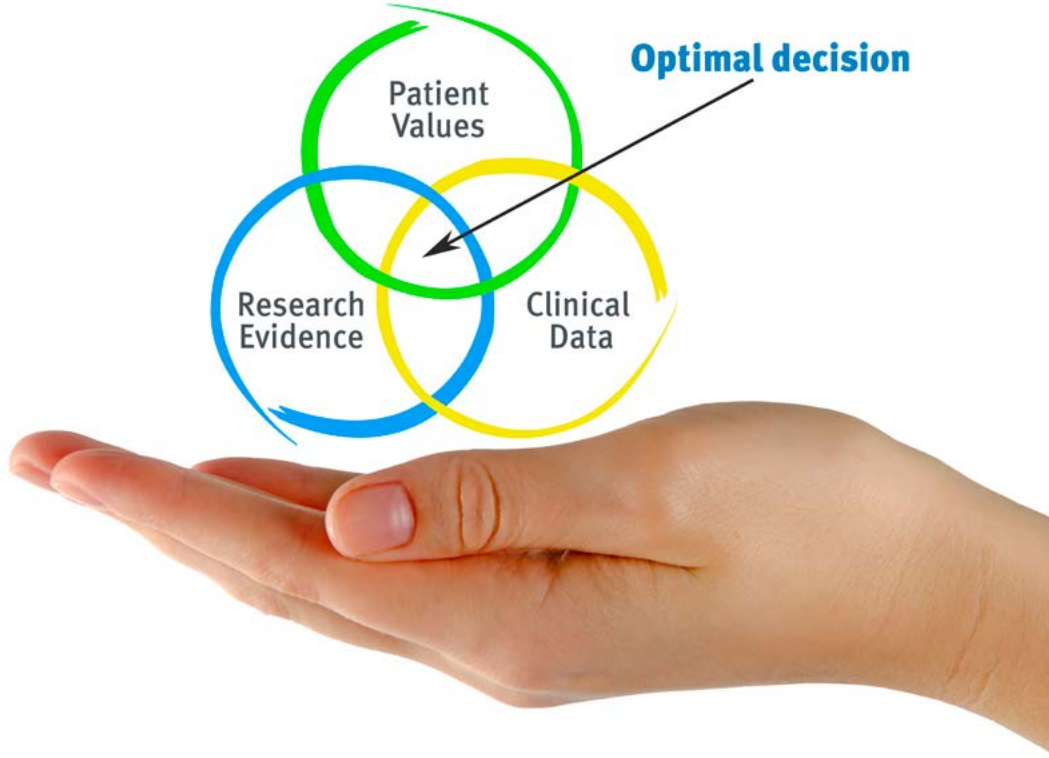 Optimal decision
Patient
Values
Research
Evidence
Clinical
Data